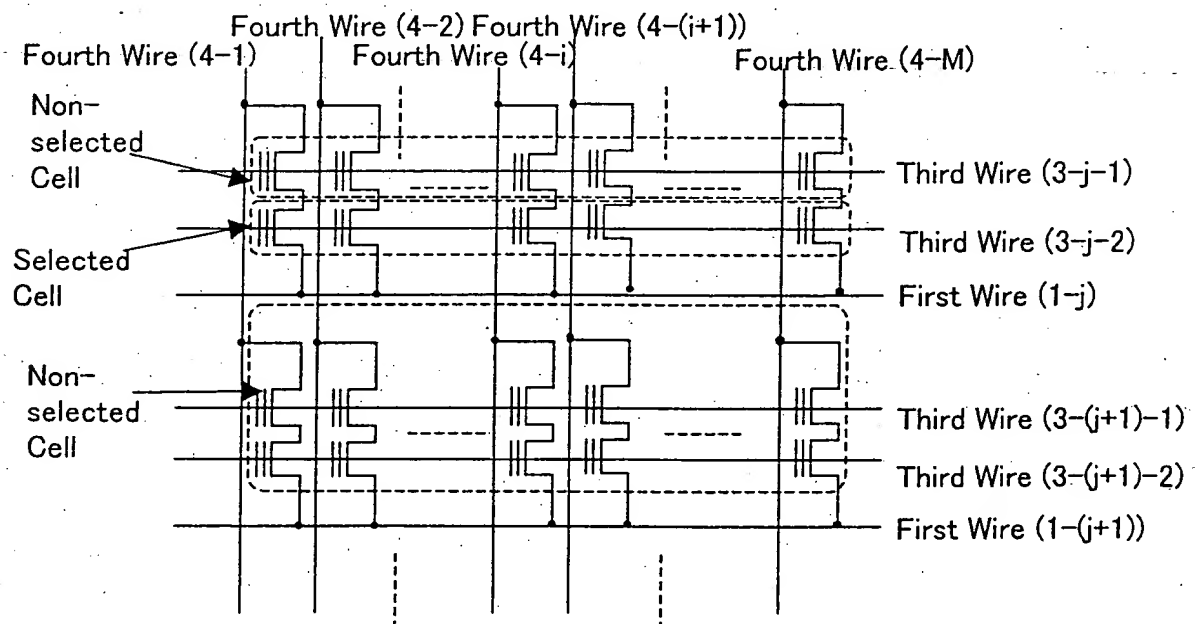 Fourth Wire (4-2) Fourth Wire (4-(i+1))
Fourth Wire (4-1)
Fourth Wire (4-i)
Fourth Wire (4-M)
Non-
selected
Cell
Third Wire (3-j-1)
Third Wire (3-j-2)
Selected
Cell
First Wire (1-j)
Non-
selected
Cell
Third Wire (3-(j+1)-1)
Third Wire (3-(j+1)-2)
First Wire (1-(j+1))